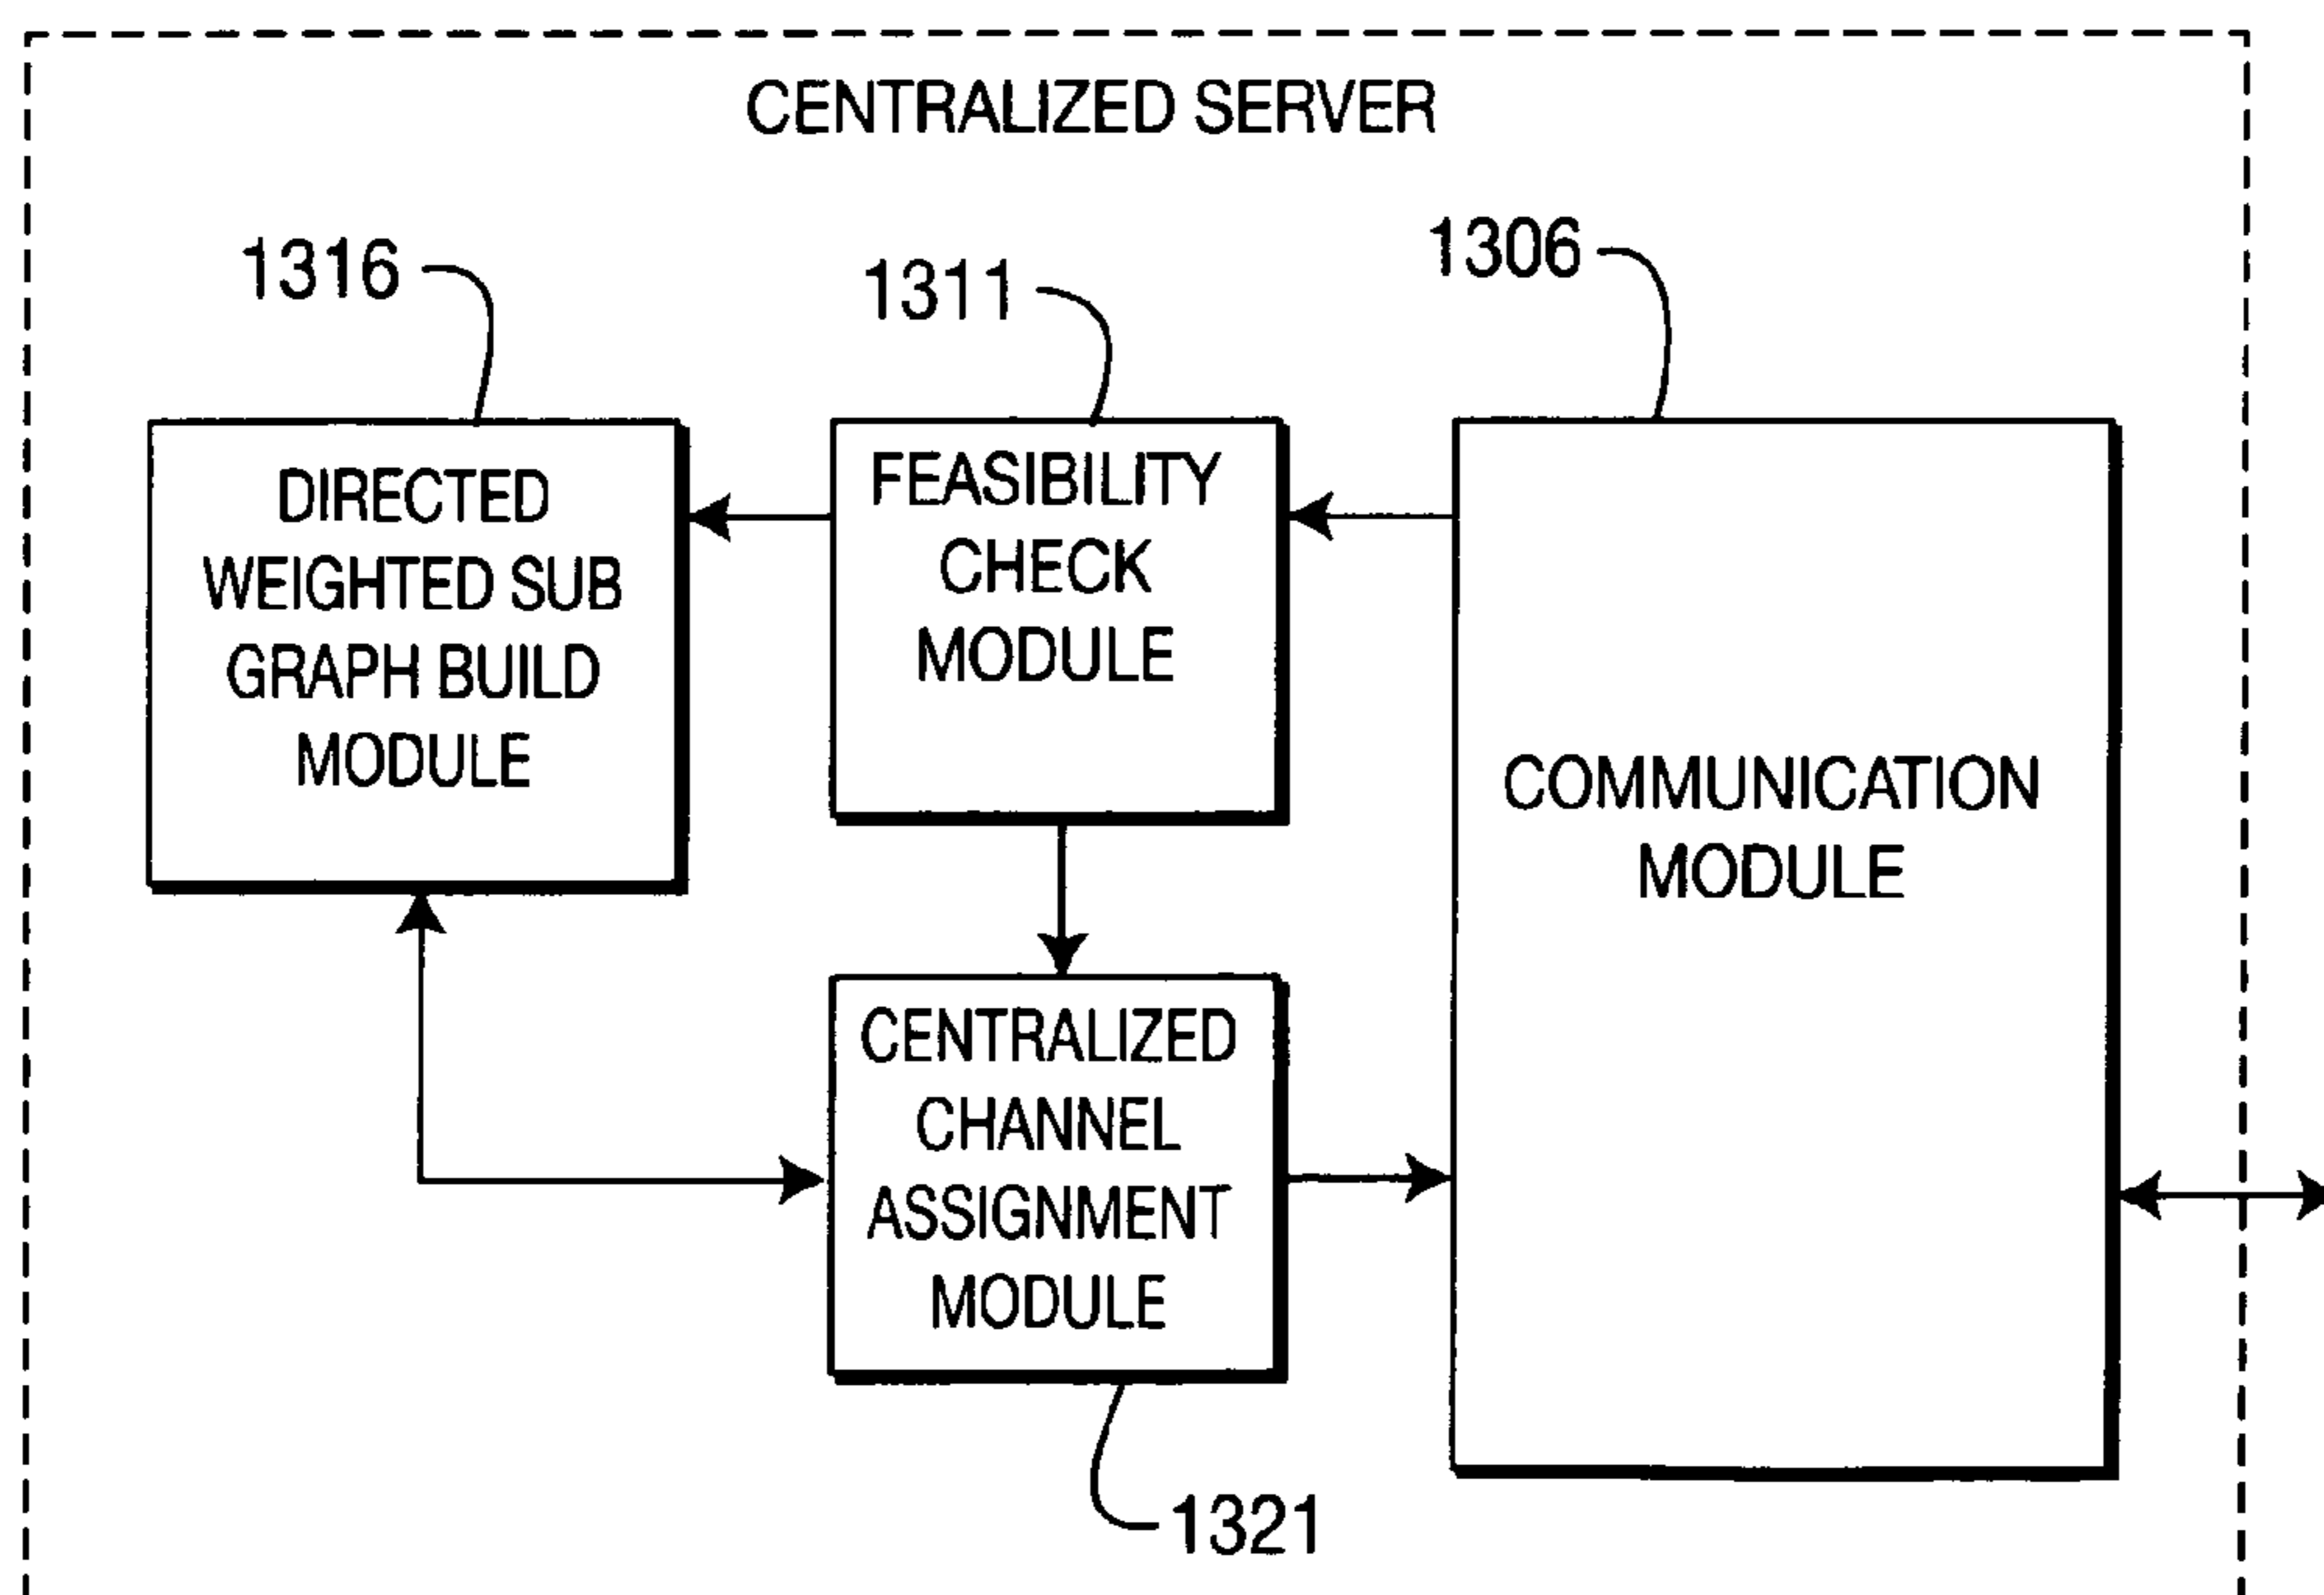 CENTRALIZED SERVER
1316
1311
1306
DIRECTED
WEIGHTED SUB
GRAPH BUILD
MODULE
FEASIBILITY
CHECK
MODULE
COMMUNICATION
MODULE
CENTRALIZED
CHANNEL
ASSIGNMENT
MODULE
1321